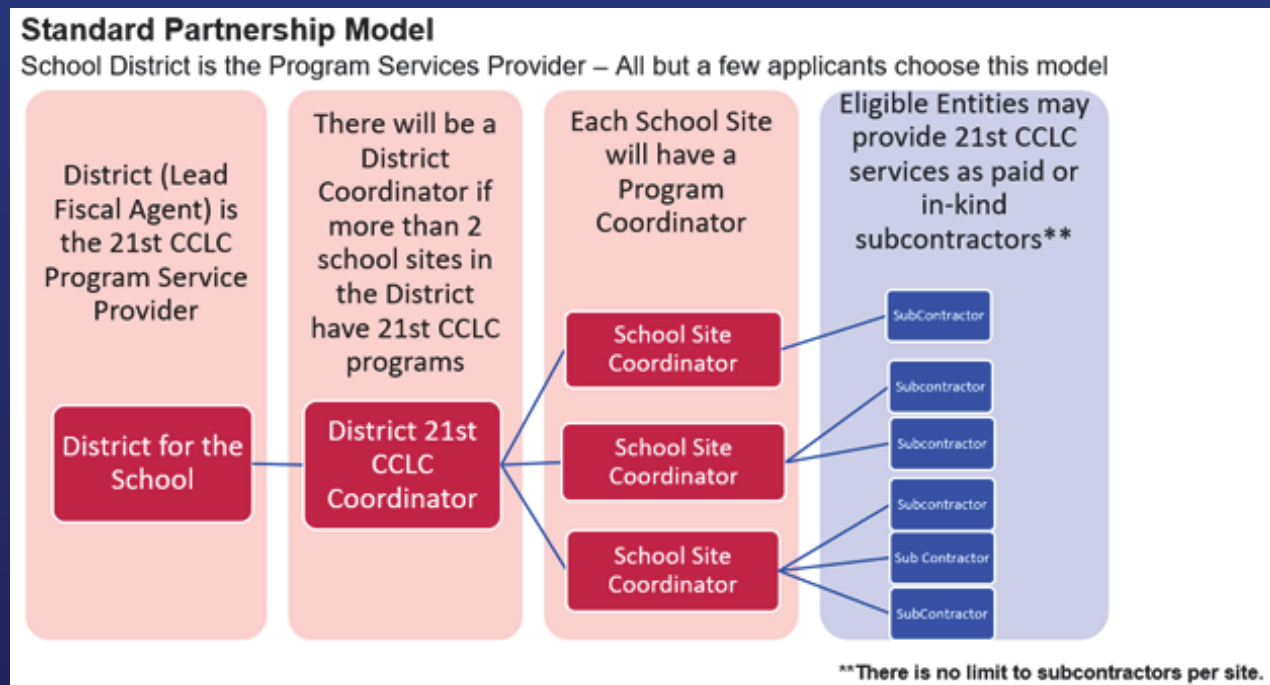 Standard Partnership Model
School District is the Program Services Provider – All but a few applicants choose this model
District (Lead
Fiscal Agent) is
the 21st CCLC
Program Service
Provider
District for the
School
There will be a
District
Coordinator if
more than 2
school sites in
the District
have 21st CCLC
programs
District 21st
CCLC
Coordinator
Each School Site
will have a
Program
Coordinator
School Site
Coordinator
School Site
Coordinator
School Site
Coordinator
Eligible Entities may
provide 21st CCLC
services as paid or
in-kind
subcontractors**
SubContractor
Subcontractor
Subcontractor
Subcontractor
Sub Contractor
SubContractor
**There is no limit to subcontractors per site.